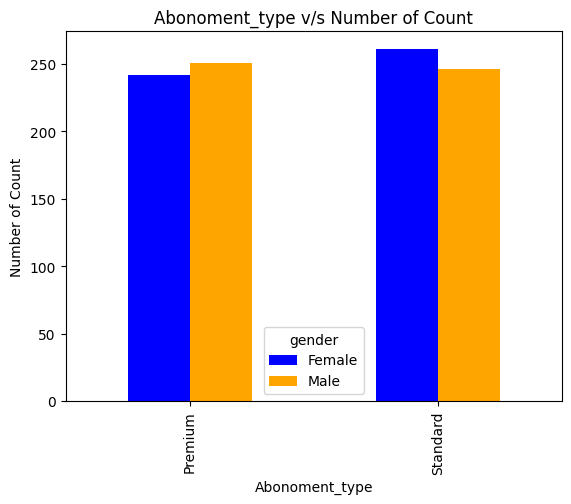 Abonoment_type v/s Number of Count
Number of Count
250
200
150
100
50
0
gender
Female
Male
Premium
Standard
Abonoment_type